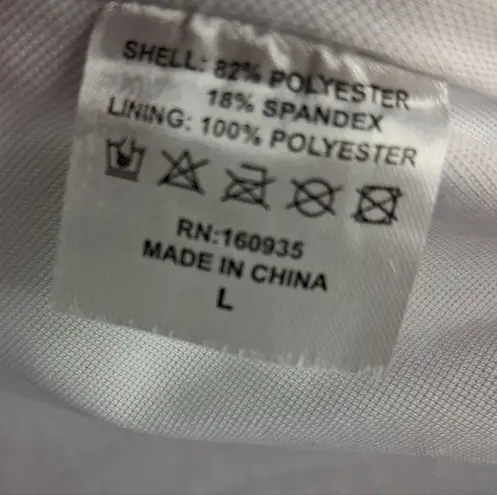 SHELL: 82% POLYESTER
18% SPANDEX
LINING: 100% POLYESTER
RN:160935
MADE IN CHINA
L